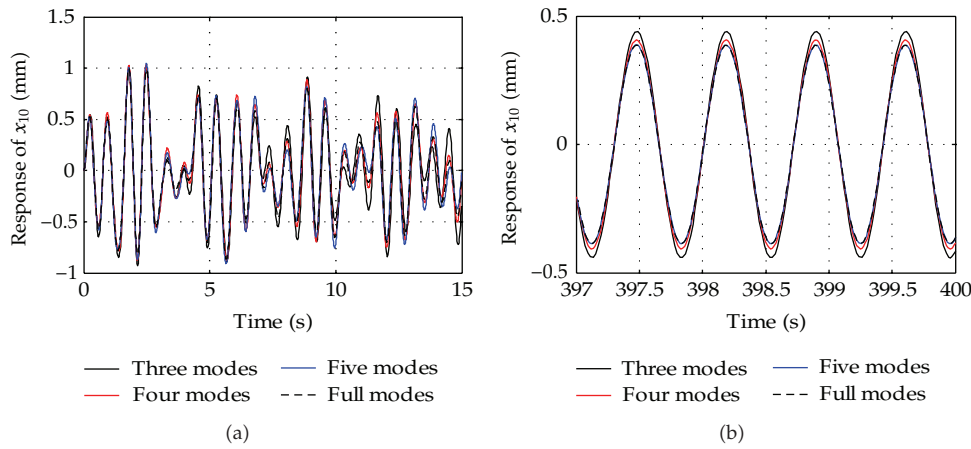 1.5
1
0.5
0
−0.5
−1
Response of x10 (mm)
0 5 10 15
Time (s)
Three modes
Four modes
Five modes
Full modes
(a)
0.5
0
−0.5
Response of x10 (mm)
397 397.5 398 398.5 399 399.5 400
Time (s)
Three modes
Four modes
Five modes
Full modes
(b)